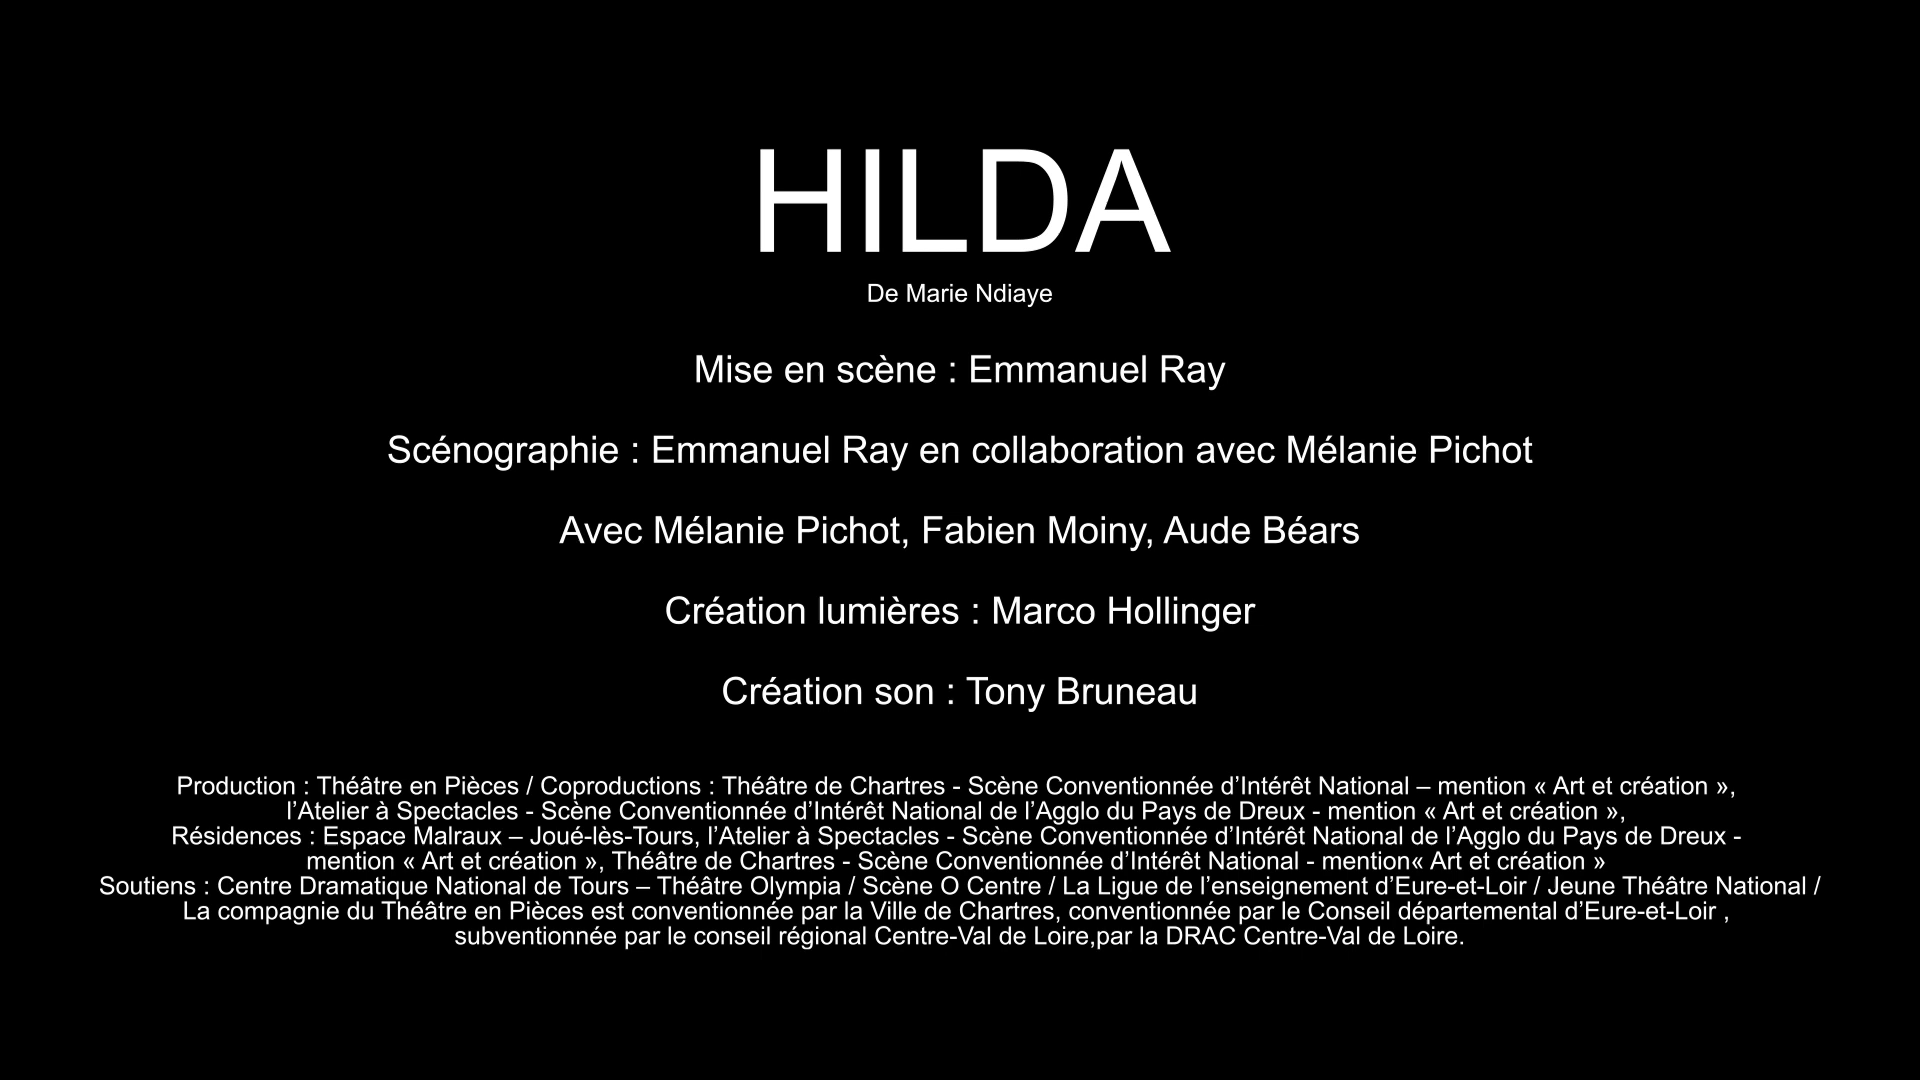 HILDA
De Marie Ndiaye
Mise en scène : Emmanuel Ray
Scénographie : Emmanuel Ray en collaboration avec Mélanie Pichot
Avec Mélanie Pichot, Fabien Moiny, Aude Béars
Création lumières : Marco Hollinger
Création son : Tony Bruneau
Production : Théâtre en Pièces / Coproductions : Théâtre de Chartres - Scène Conventionnée d’Intérêt National – mention « Art et création »,
l’Atelier à Spectacles - Scène Conventionnée d’Intérêt National de l’Agglo du Pays de Dreux - mention « Art et création »,
Résidences : Espace Malraux – Joué-lès-Tours, l’Atelier à Spectacles - Scène Conventionnée d’Intérêt National de l’Agglo du Pays de Dreux -
mention « Art et création », Théâtre de Chartres - Scène Conventionnée d’Intérêt National - mention« Art et création »
Soutiens : Centre Dramatique National de Tours – Théâtre Olympia / Scène O Centre / La Ligue de l’enseignement d’Eure-et-Loir / Jeune Théâtre National /
La compagnie du Théâtre en Pièces est conventionnée par la Ville de Chartres, conventionnée par le Conseil départemental d’Eure-et-Loir ,
subventionnée par le conseil régional Centre-Val de Loire,par la DRAC Centre-Val de Loire.